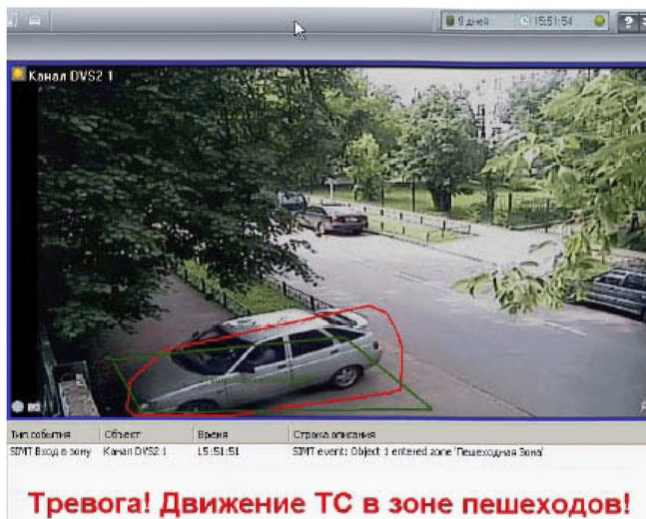 9 дней 15:51:54 ?
Канал DVS2 1
Тип события Объект Время Строка описания
SIMT Вход в зону Канал DVS2 1 15:51:51 SIMT event: Object 1 entered zone 'Пешеходная Зона'
Тревога! Движение ТС в зоне пешеходов!